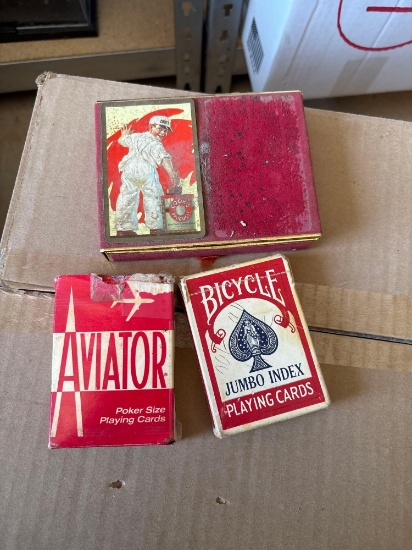 AVIATOR
Poker Size
Playing Cards
BICYCLE
JUMBO INDEX
PLAYING CARDS